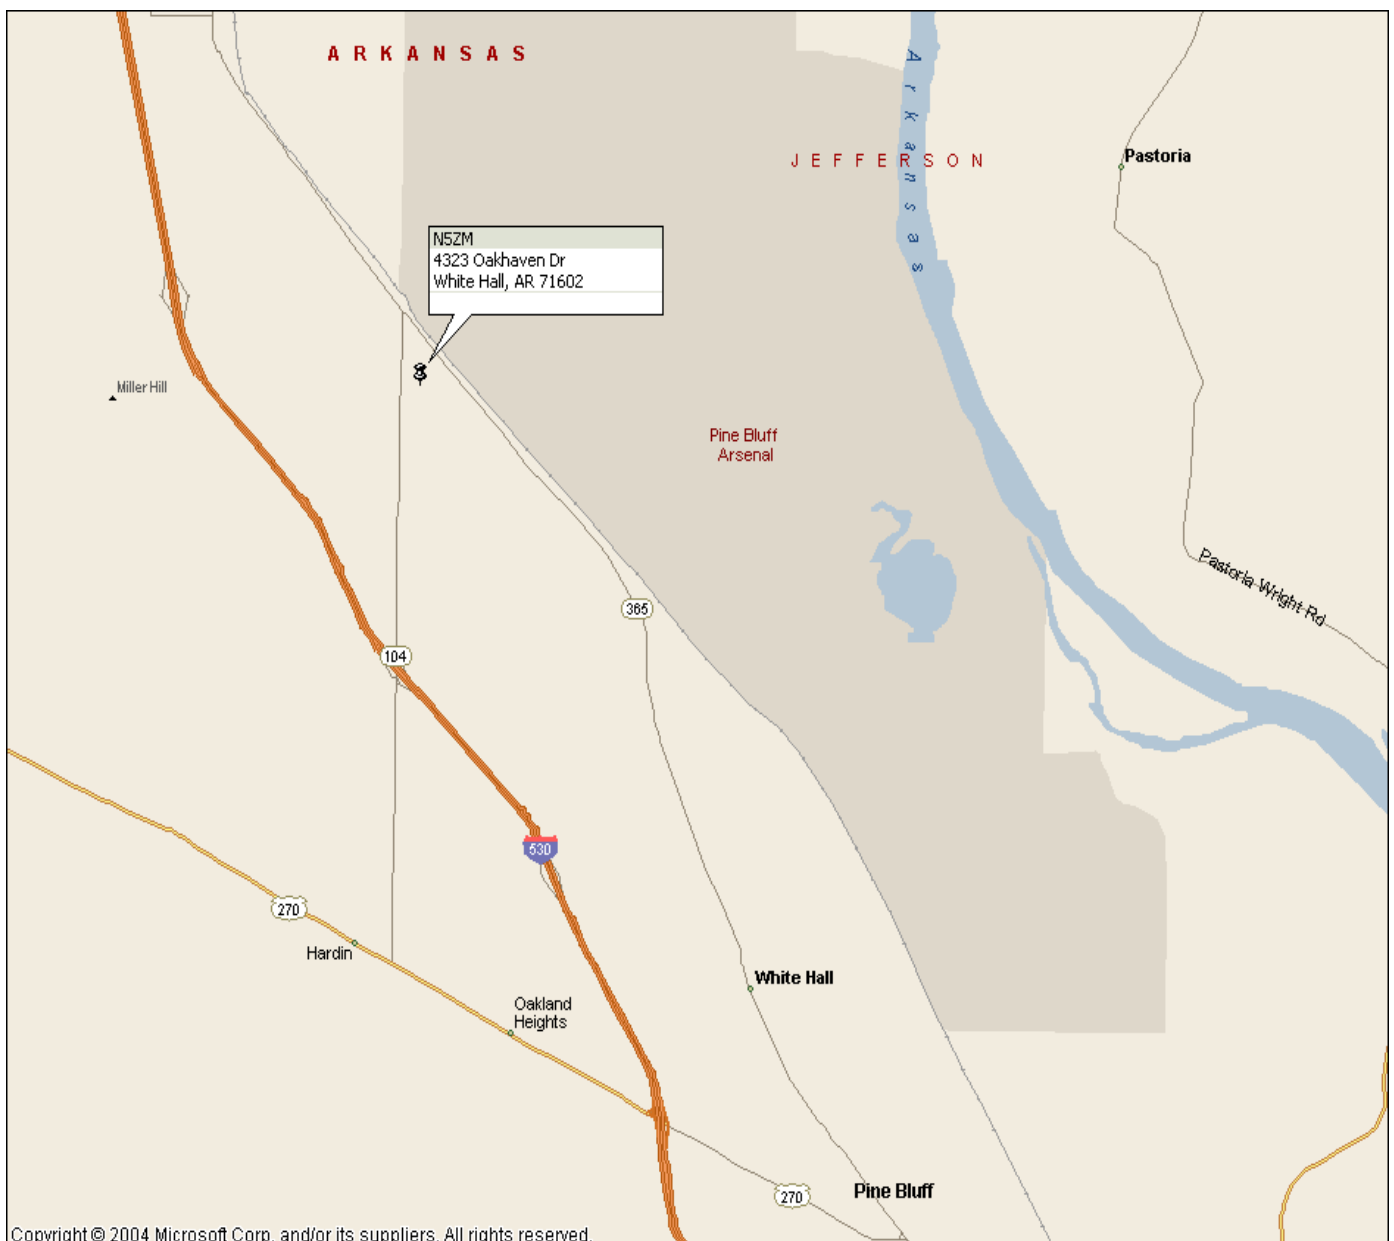 A R K A N S A S
Arkansas
J E F F E R S O N
Pastoria
N5ZM
4323 Oakhaven Dr
White Hall, AR 71602
Miller Hill
Pine Bluff
Arsenal
Pastoria Wright Rd
365
104
530
270
Hardin
White Hall
Oakland
Heights
270
Pine Bluff
Copyright © 2004 Microsoft Corp. and/or its suppliers. All rights reserved.